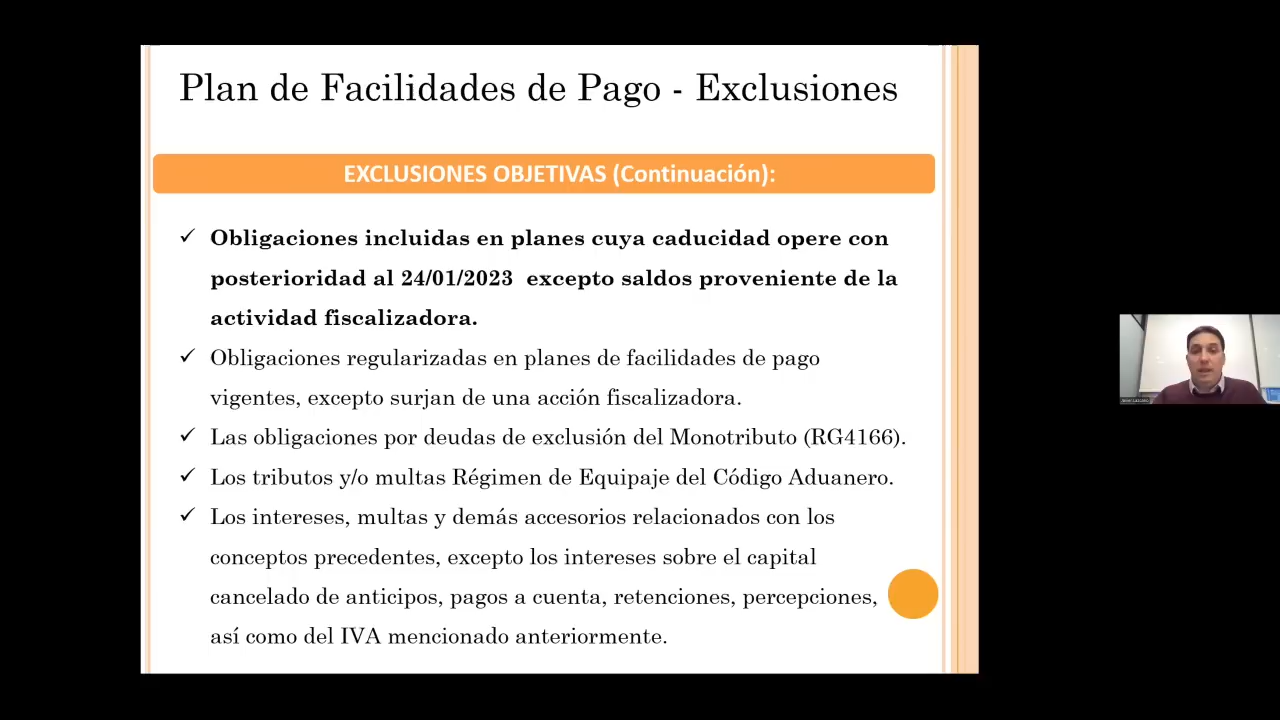 Plan de Facilidades de Pago - Exclusiones
EXCLUSIONES OBJETIVAS (Continuación):
✓ Obligaciones incluidas en planes cuya caducidad opere con
posterioridad al 24/01/2023 excepto saldos proveniente de la
actividad fiscalizadora.
✓ Obligaciones regularizadas en planes de facilidades de pago
vigentes, excepto surjan de una acción fiscalizadora.
✓ Las obligaciones por deudas de exclusión del Monotributo (RG4166).
✓ Los tributos y/o multas Régimen de Equipaje del Código Aduanero.
✓ Los intereses, multas y demás accesorios relacionados con los
conceptos precedentes, excepto los intereses sobre el capital
cancelado de anticipos, pagos a cuenta, retenciones, percepciones,
así como del IVA mencionado anteriormente.